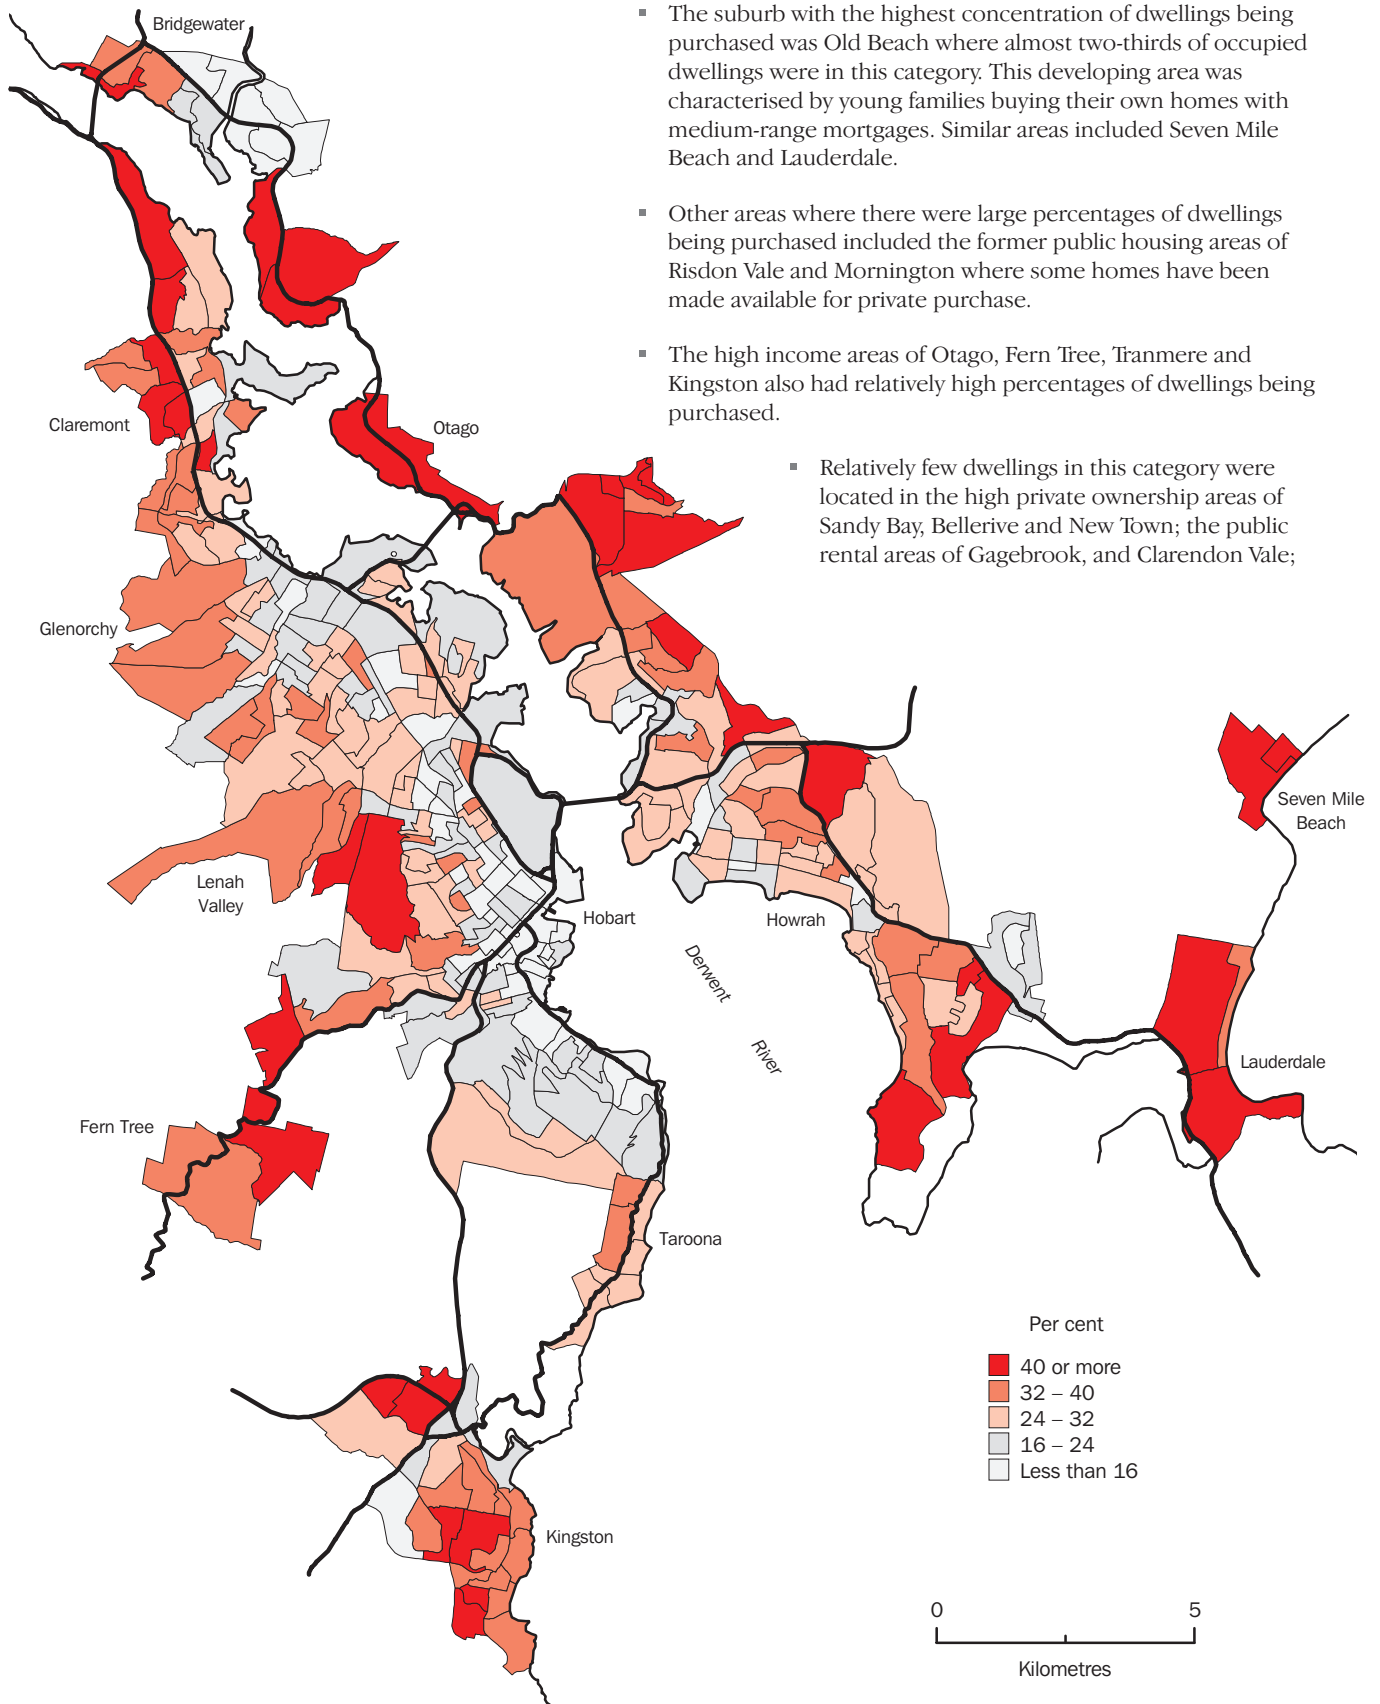 ▪ The suburb with the highest concentration of dwellings being
purchased was Old Beach where almost two-thirds of occupied
dwellings were in this category. This developing area was
characterised by young families buying their own homes with
medium-range mortgages. Similar areas included Seven Mile
Beach and Lauderdale.
▪ Other areas where there were large percentages of dwellings
being purchased included the former public housing areas of
Risdon Vale and Mornington where some homes have been
made available for private purchase.
▪ The high income areas of Otago, Fern Tree, Tranmere and
Kingston also had relatively high percentages of dwellings being
purchased.
▪ Relatively few dwellings in this category were
located in the high private ownership areas of
Sandy Bay, Bellerive and New Town; the public
rental areas of Gagebrook, and Clarendon Vale;
Bridgewater
Claremont
Otago
Glenorchy
Seven Mile
Beach
Lenah
Valley
Hobart
Howrah
Derwent
River
Lauderdale
Fern Tree
Taroona
Kingston
Per cent
40 or more
32 – 40
24 – 32
16 – 24
Less than 16
0 5
Kilometres